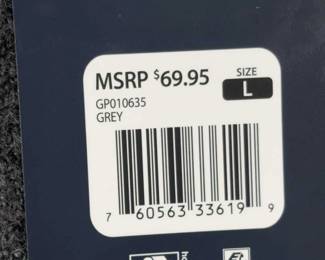 MSRP $69.95
SIZE
L
GP010635
GREY
7 60563 33619 9